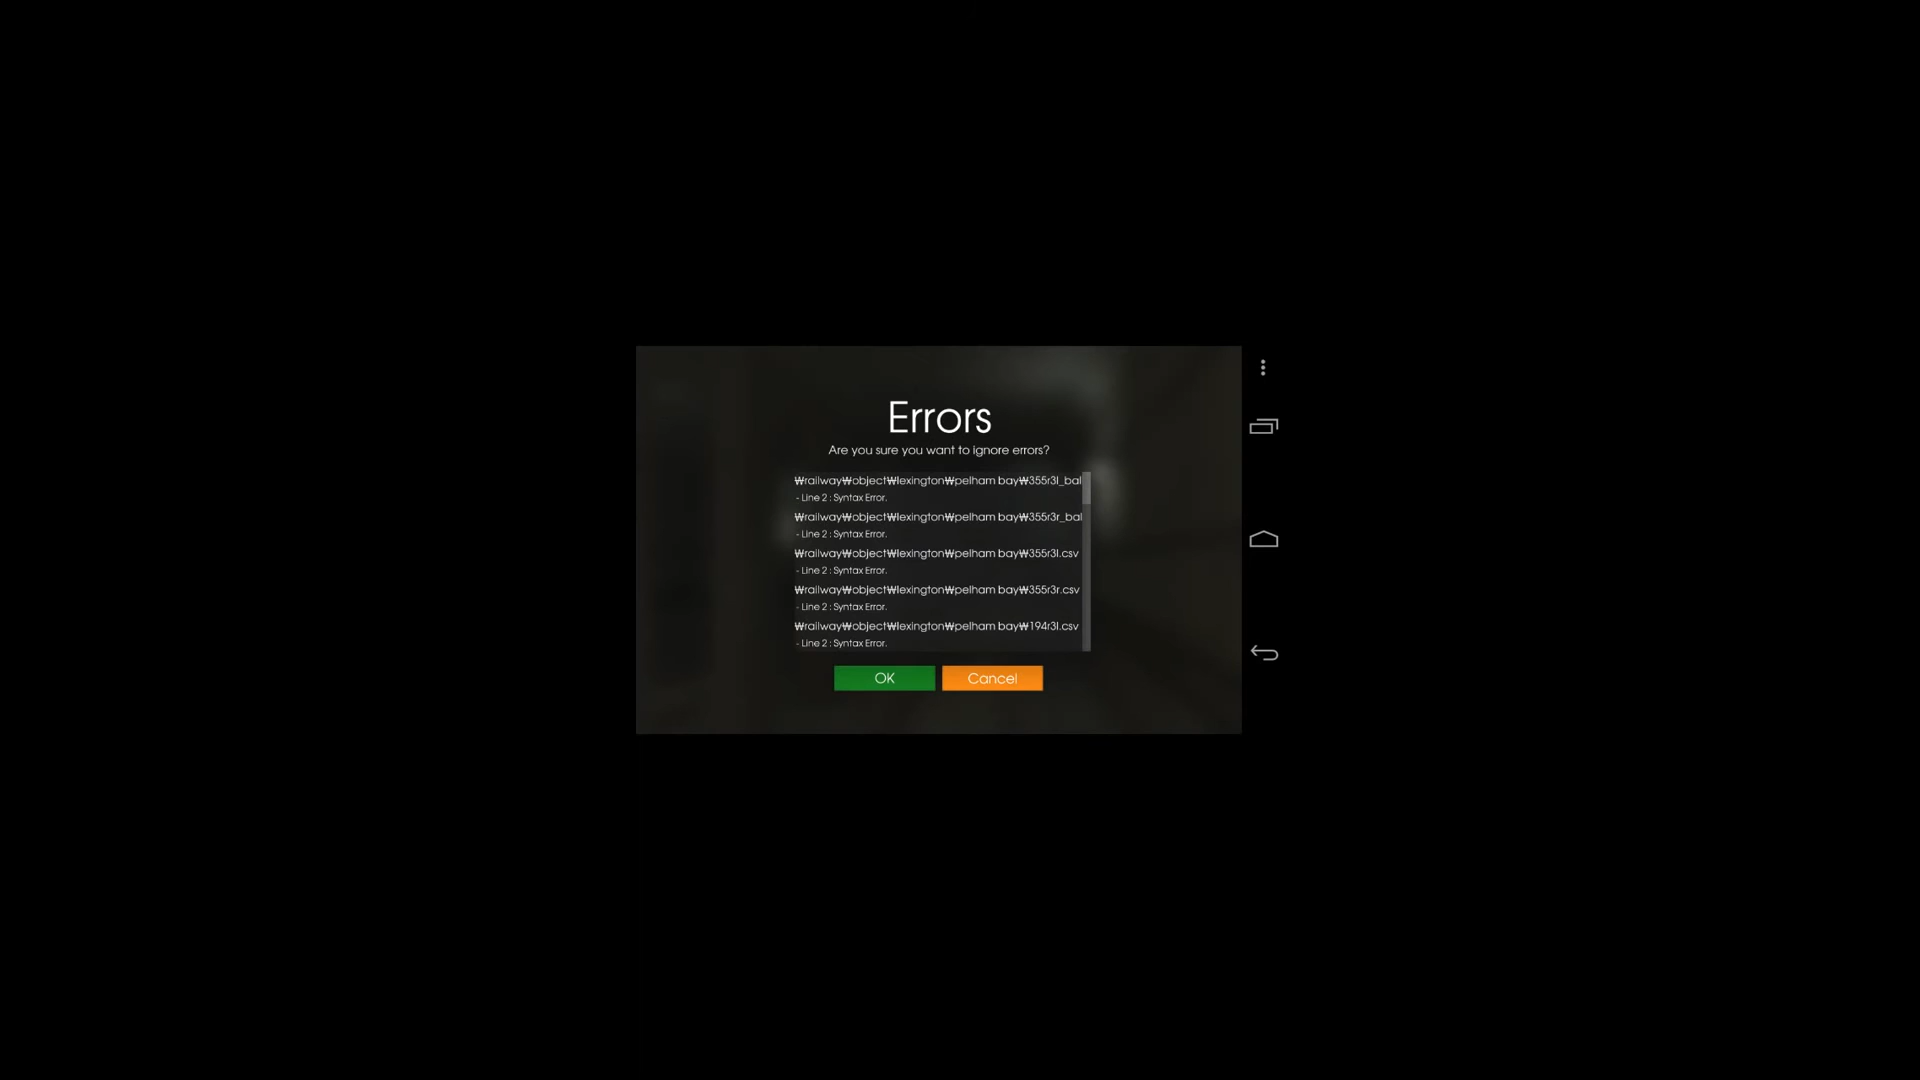 Errors
Are you sure you want to ignore errors?
₩railway₩object₩lexington₩pelham bay₩355r3l_bal
- Line 2 : Syntax Error.
₩railway₩object₩lexington₩pelham bay₩355r3r_bal
- Line 2 : Syntax Error.
₩railway₩object₩lexington₩pelham bay₩355r3l.csv
- Line 2 : Syntax Error.
₩railway₩object₩lexington₩pelham bay₩355r3r.csv
- Line 2 : Syntax Error.
₩railway₩object₩lexington₩pelham bay₩194r3l.csv
- Line 2 : Syntax Error.
OK
Cancel